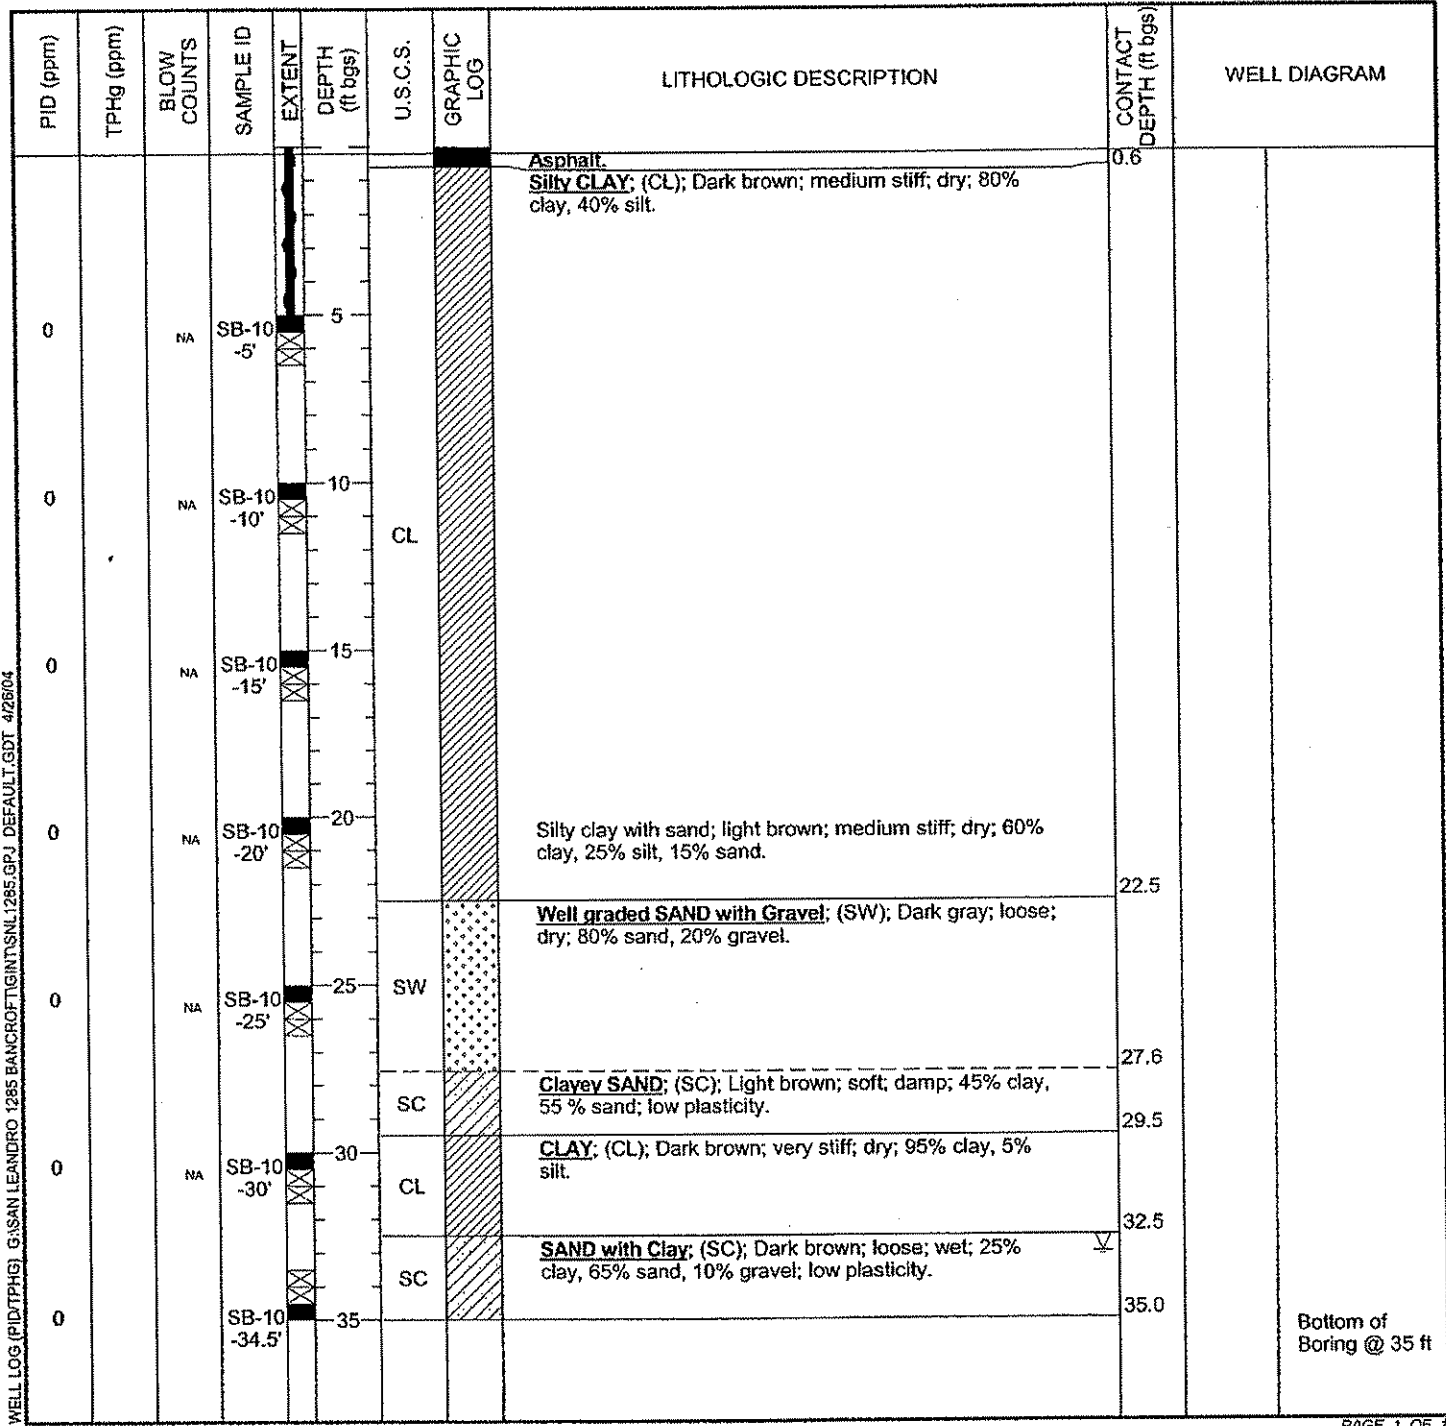 PID (ppm)
TPHg (ppm)
BLOW
COUNTS
SAMPLE ID
EXTENT
DEPTH
(ft bgs)
U.S.C.S.
GRAPHIC
LOG
LITHOLOGIC DESCRIPTION
CONTACT
DEPTH (ft bgs)
WELL DIAGRAM
Asphalt.
0.6
Silty CLAY; (CL); Dark brown; medium stiff; dry; 80%
clay, 40% silt.
0
NA
SB-10
-5'
5
0
NA
SB-10
-10'
10
CL
0
NA
SB-10
-15'
15
0
NA
SB-10
-20'
20
Silty clay with sand; light brown; medium stiff; dry; 60%
clay, 25% silt, 15% sand.
22.5
Well graded SAND with Gravel; (SW); Dark gray; loose;
dry; 80% sand, 20% gravel.
0
NA
SB-10
-25'
25
SW
27.6
Clayey SAND; (SC); Light brown; soft; damp; 45% clay,
55 % sand; low plasticity.
SC
29.5
CLAY; (CL); Dark brown; very stiff; dry; 95% clay, 5%
silt.
0
NA
SB-10
-30'
30
CL
32.5
SAND with Clay; (SC); Dark brown; loose; wet; 25%
clay, 65% sand, 10% gravel; low plasticity.
SC
35.0
0
SB-10
-34.5'
35
Bottom of
Boring @ 35 ft
WELL LOG (PID/TPHG) G:\SAN LEANDRO 1285 BANCROFT\GINT\SNL1285.GPJ DEFAULT.GDT 4/26/04
PAGE 1 OF 1